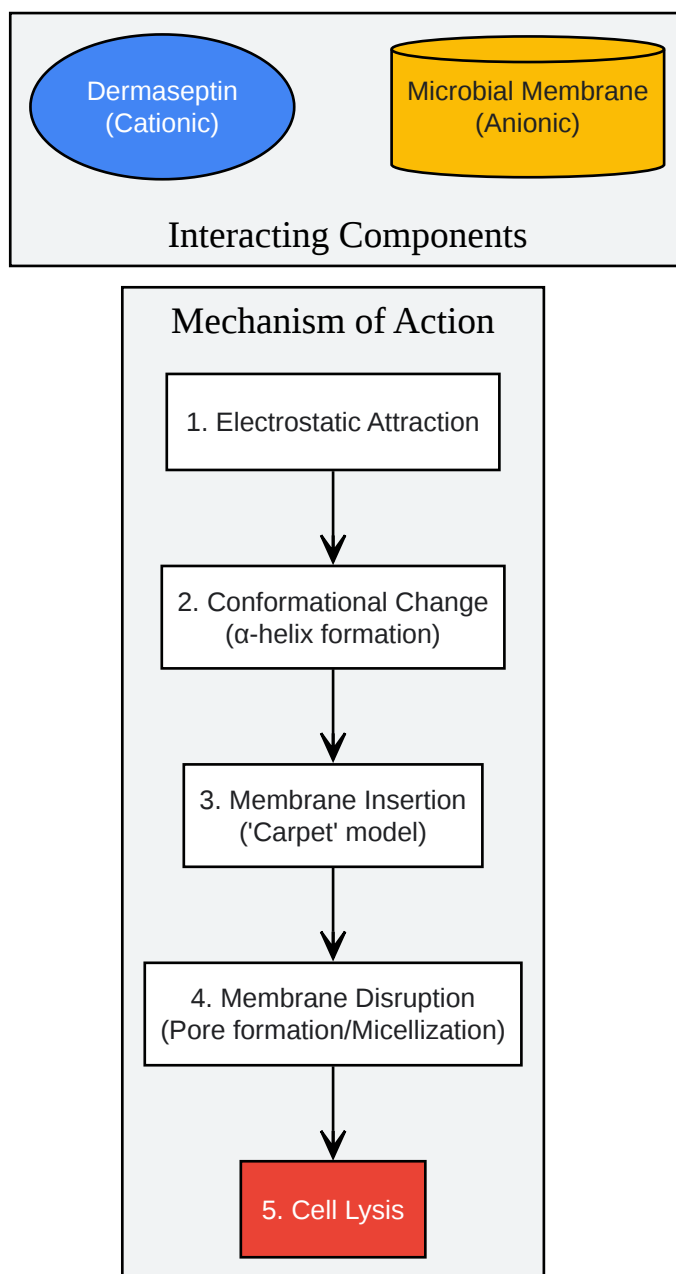 Dermaseptin
(Cationic)
Microbial Membrane
(Anionic)
Interacting Components
Mechanism of Action
1. Electrostatic Attraction
2. Conformational Change
(α-helix formation)
3. Membrane Insertion
('Carpet' model)
4. Membrane Disruption
(Pore formation/Micellization)
5. Cell Lysis